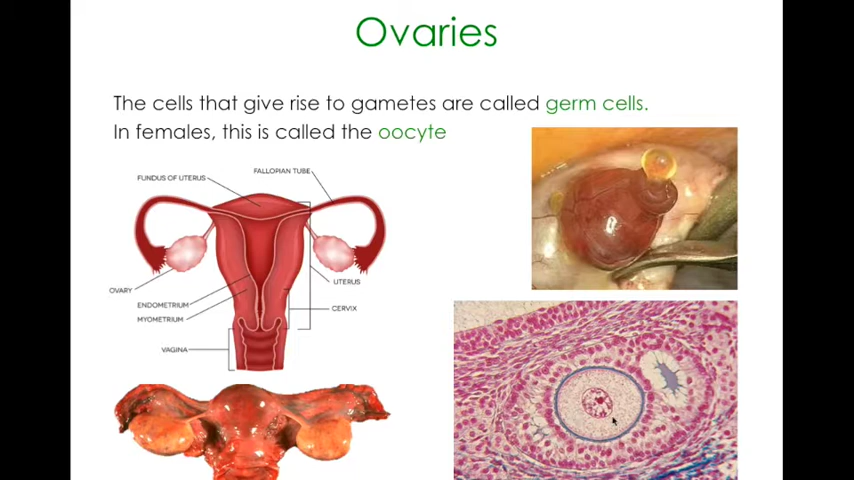 Ovaries
The cells that give rise to gametes are called germ cells.
In females, this is called the oocyte
FALLOPIAN TUBE
FUNDUS OF UTERUS
OVARY
UTERUS
ENDOMETRIUM
CERVIX
MYOMETRIUM
VAGINA